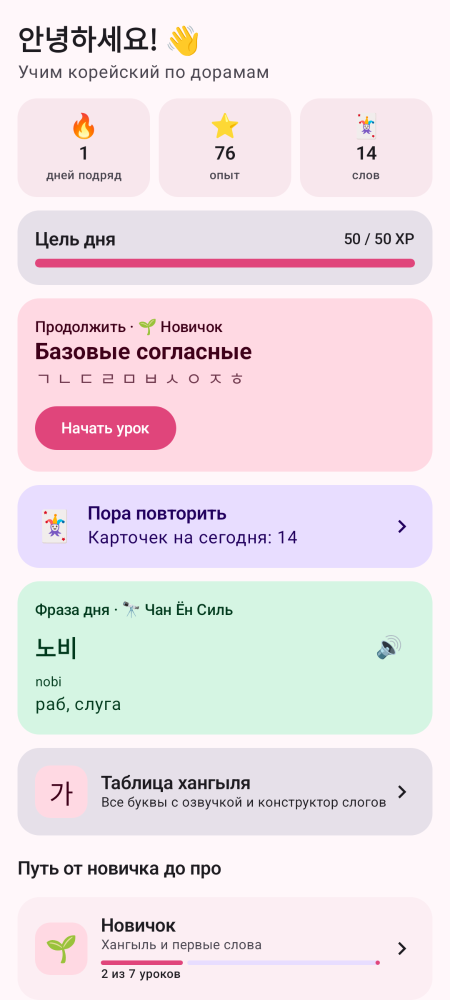 안녕하세요! 👋
Учим корейский по дорамам
🔥 ⭐ 🃏
1 76 14
дней подряд опыт слов
Цель дня 50 / 50 XP
Продолжить · 🌱 Новичок
Базовые согласные
ㄱ ㄴ ㄷ ㄹ ㅁ ㅂ ㅅ ㅇ ㅈ ㅎ
Начать урок
Пора повторить
Карточек на сегодня: 14
Фраза дня · 🔭 Чан Ён Силь
노비
nobi
раб, слуга
가
Таблица хангыля
Все буквы с озвучкой и конструктор слогов
Путь от новичка до про
Новичок
Хангыль и первые слова
2 из 7 уроков